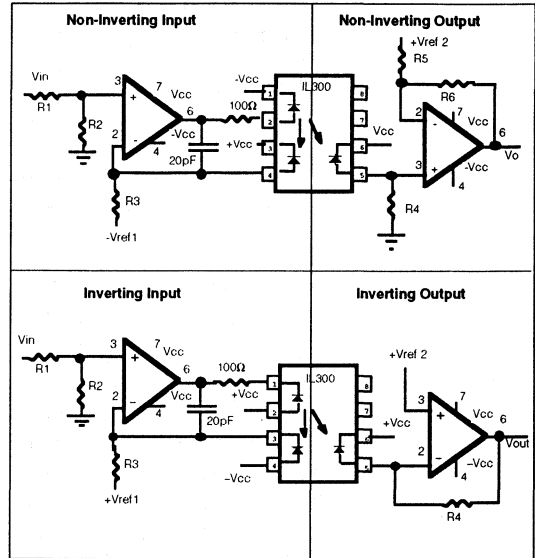 Non-Inverting Input
Non-Inverting Output
Vin
R1
R2
3
2
+
-
7
Vcc
6
-Vcc
4
20pF
100Ω
R3
-Vref1
-Vcc
+Vcc
IL300
1
2
3
4
8
7
6
5
Vcc
+Vref 2
R5
R6
R4
2
3
-
+
7
Vcc
6
-Vcc
4
Vo
Inverting Input
Inverting Output
Vin
R1
R2
3
2
+
-
7
Vcc
6
Vcc
4
20pF
100Ω
R3
+Vref1
+Vcc
-Vcc
IL300
1
2
3
4
8
7
6
5
+Vcc
+Vref 2
3
2
+
-
7
Vcc
6
-Vcc
4
Vout
R4